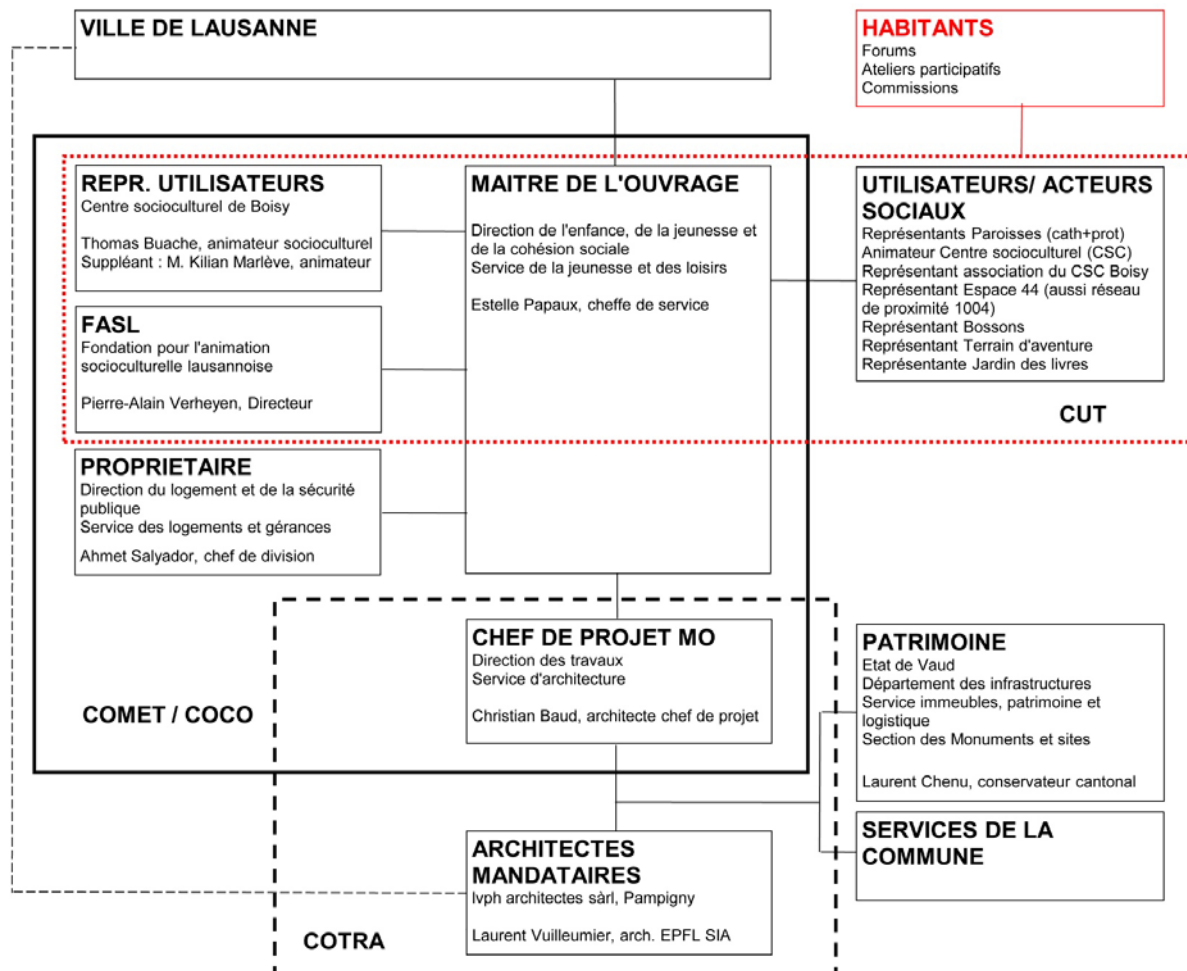 VILLE DE LAUSANNE
HABITANTS
Forums
Ateliers participatifs
Commissions
REPR. UTILISATEURS
Centre socioculturel de Boisy
Thomas Buache, animateur socioculturel
Suppléant : M. Kilian Marlève, animateur
MAITRE DE L'OUVRAGE
Direction de l'enfance, de la jeunesse et
de la cohésion sociale
Service de la jeunesse et des loisirs
Estelle Papaux, cheffe de service
UTILISATEURS/ ACTEURS
SOCIAUX
Représentants Paroisses (cath+prot)
Animateur Centre socioculturel (CSC)
Représentant association du CSC Boisy
Représentant Espace 44 (aussi réseau
de proximité 1004)
Représentant Bossons
Représentant Terrain d'aventure
Représentante Jardin des livres
FASL
Fondation pour l'animation
socioculturelle lausannoise
Pierre-Alain Verheyen, Directeur
CUT
PROPRIETAIRE
Direction du logement et de la sécurité
publique
Service des logements et gérances
Ahmet Salyador, chef de division
CHEF DE PROJET MO
Direction des travaux
Service d'architecture
Christian Baud, architecte chef de projet
COMET / COCO
PATRIMOINE
Etat de Vaud
Département des infrastructures
Service immeubles, patrimoine et
logistique
Section des Monuments et sites
Laurent Chenu, conservateur cantonal
SERVICES DE LA
COMMUNE
ARCHITECTES
MANDATAIRES
lvph architectes sàrl, Pampigny
Laurent Vuilleumier, arch. EPFL SIA
COTRA